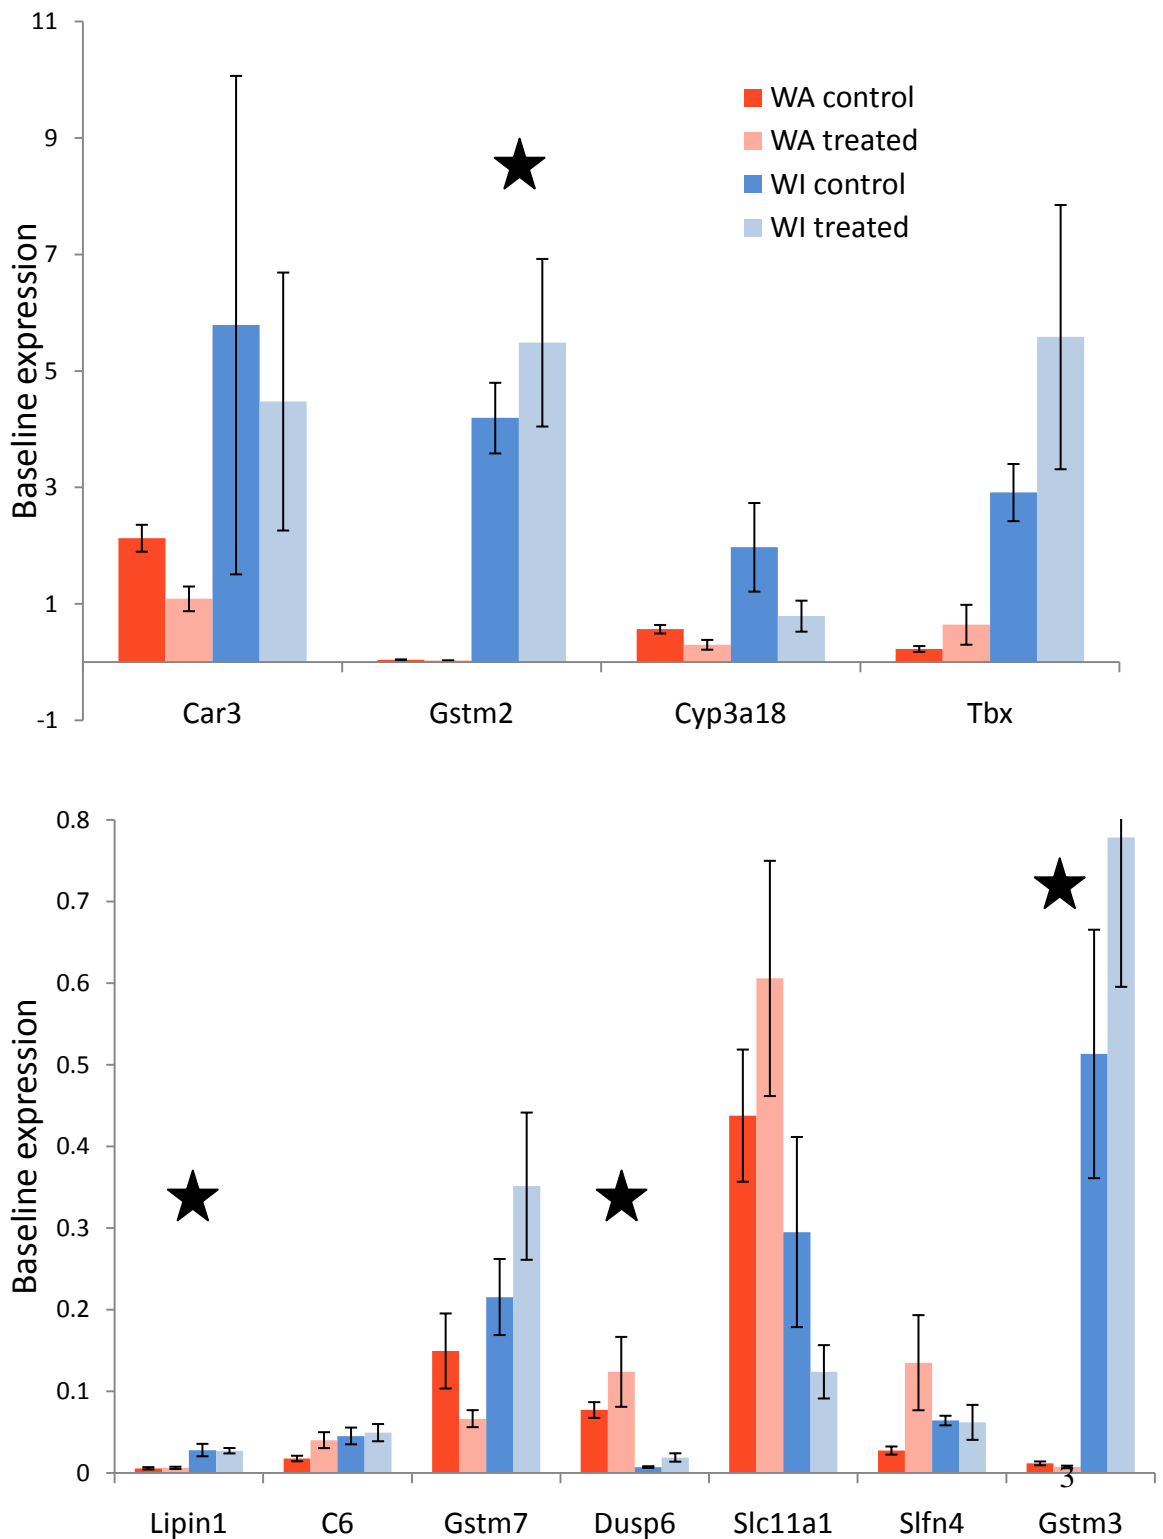 11
9
7
5
3
1
-1
Baseline expression
WA control
WA treated
WI control
WI treated
Car3 Gstm2 Cyp3a18 Tbx
0.8
0.7
0.6
0.5
0.4
0.3
0.2
0.1
0
Baseline expression
3
Lipin1 C6 Gstm7 Dusp6 Slc11a1 Slfn4 Gstm3